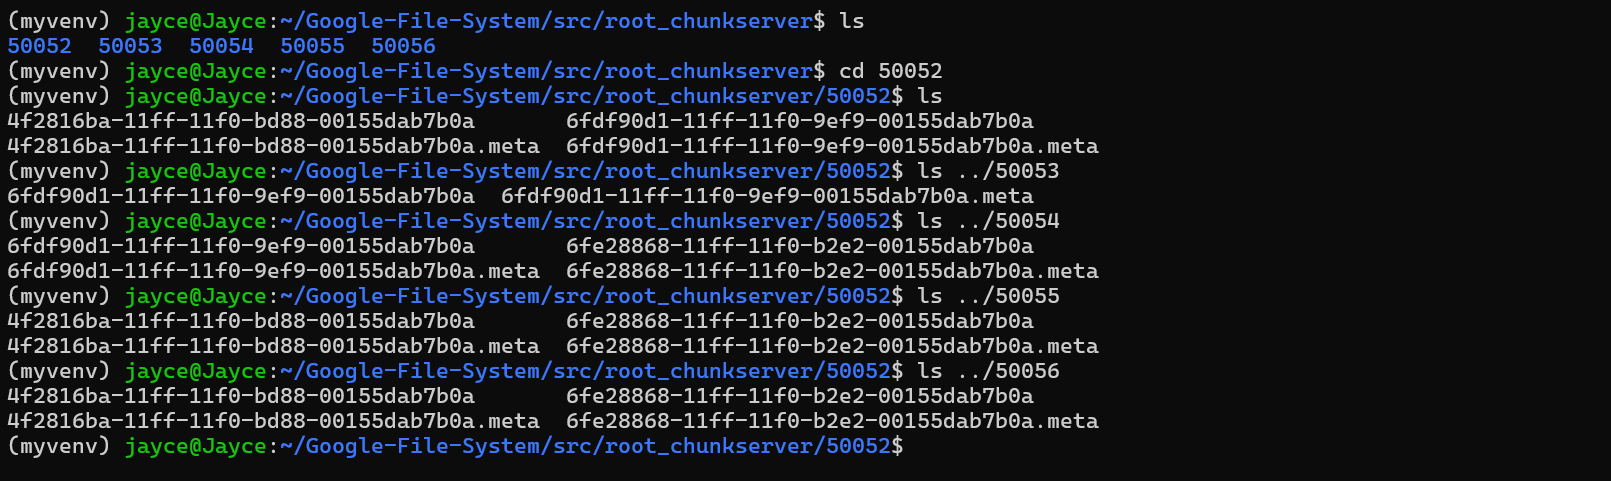 (myvenv) jayce@Jayce:~/Google-File-System/src/root_chunkserver$ ls
50052  50053  50054  50055  50056
(myvenv) jayce@Jayce:~/Google-File-System/src/root_chunkserver$ cd 50052
(myvenv) jayce@Jayce:~/Google-File-System/src/root_chunkserver/50052$ ls
4f2816ba-11ff-11f0-bd88-00155dab7b0a       6fdf90d1-11ff-11f0-9ef9-00155dab7b0a
4f2816ba-11ff-11f0-bd88-00155dab7b0a.meta  6fdf90d1-11ff-11f0-9ef9-00155dab7b0a.meta
(myvenv) jayce@Jayce:~/Google-File-System/src/root_chunkserver/50052$ ls ../50053
6fdf90d1-11ff-11f0-9ef9-00155dab7b0a  6fdf90d1-11ff-11f0-9ef9-00155dab7b0a.meta
(myvenv) jayce@Jayce:~/Google-File-System/src/root_chunkserver/50052$ ls ../50054
6fdf90d1-11ff-11f0-9ef9-00155dab7b0a       6fe28868-11ff-11f0-b2e2-00155dab7b0a
6fdf90d1-11ff-11f0-9ef9-00155dab7b0a.meta  6fe28868-11ff-11f0-b2e2-00155dab7b0a.meta
(myvenv) jayce@Jayce:~/Google-File-System/src/root_chunkserver/50052$ ls ../50055
4f2816ba-11ff-11f0-bd88-00155dab7b0a       6fe28868-11ff-11f0-b2e2-00155dab7b0a
4f2816ba-11ff-11f0-bd88-00155dab7b0a.meta  6fe28868-11ff-11f0-b2e2-00155dab7b0a.meta
(myvenv) jayce@Jayce:~/Google-File-System/src/root_chunkserver/50052$ ls ../50056
4f2816ba-11ff-11f0-bd88-00155dab7b0a       6fe28868-11ff-11f0-b2e2-00155dab7b0a
4f2816ba-11ff-11f0-bd88-00155dab7b0a.meta  6fe28868-11ff-11f0-b2e2-00155dab7b0a.meta
(myvenv) jayce@Jayce:~/Google-File-System/src/root_chunkserver/50052$